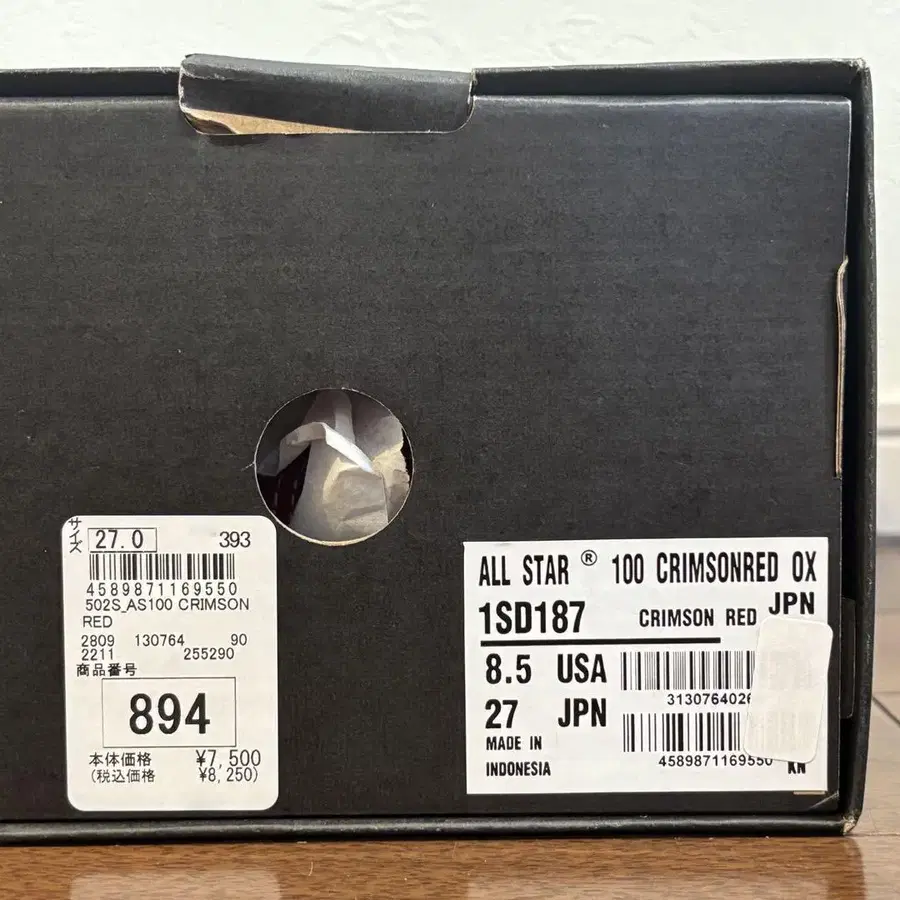 サイズ 27.0 393
4589871169550
502S_AS100 CRIMSON
RED
2809 130764 90
2211 255290
商品番号
894
本体価格 ¥7,500
(税込価格 ¥8,250)
ALL STAR ® 100 CRIMSONRED OX
1SD187 CRIMSON RED JPN
8.5 USA
3130764026
27 JPN
MADE IN
INDONESIA
4589871169550 KN